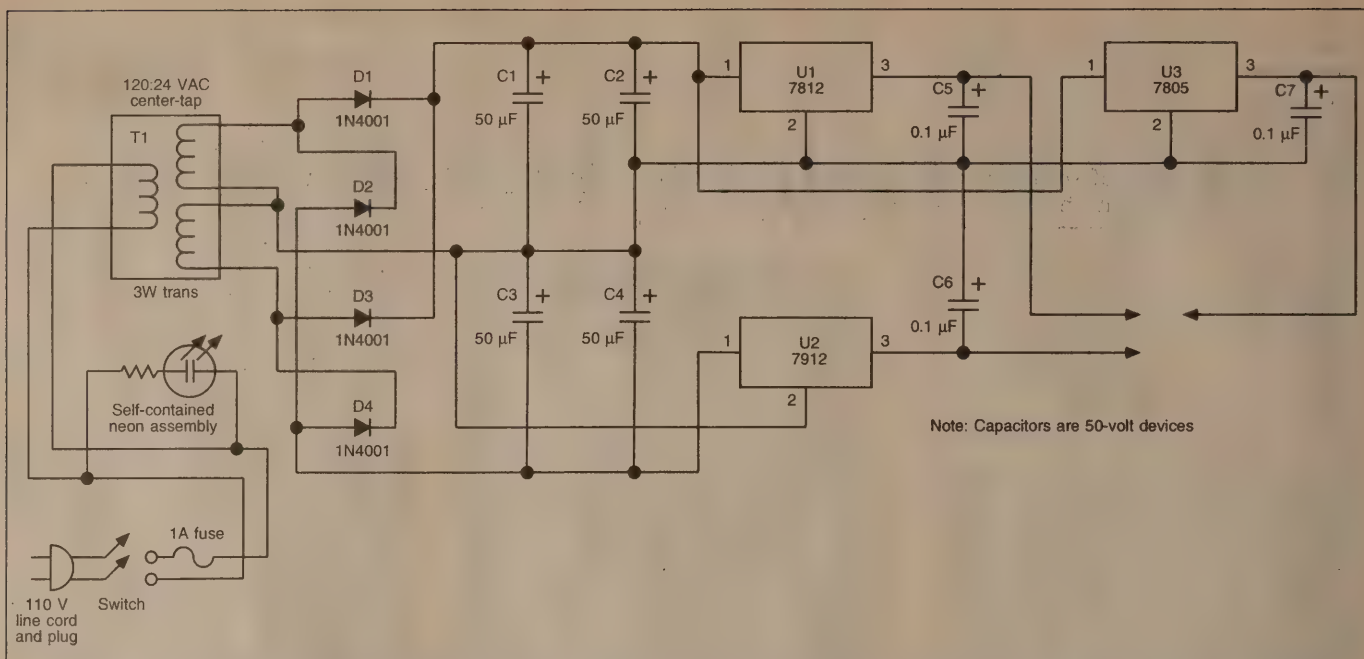 120:24 VAC
center-tap
T1
3W trans
D1
1N4001
D2
1N4001
D3
1N4001
D4
1N4001
C1
+
50 µF
C2
+
50 µF
C3
+
50 µF
C4
+
50 µF
1
U1
7812
3
2
C5
+
0.1 µF
1
U3
7805
3
2
C7
+
0.1 µF
1
U2
7912
3
2
C6
+
0.1 µF
Self-contained
neon assembly
1A fuse
110 V
line cord
and plug
Switch
Note: Capacitors are 50-volt devices